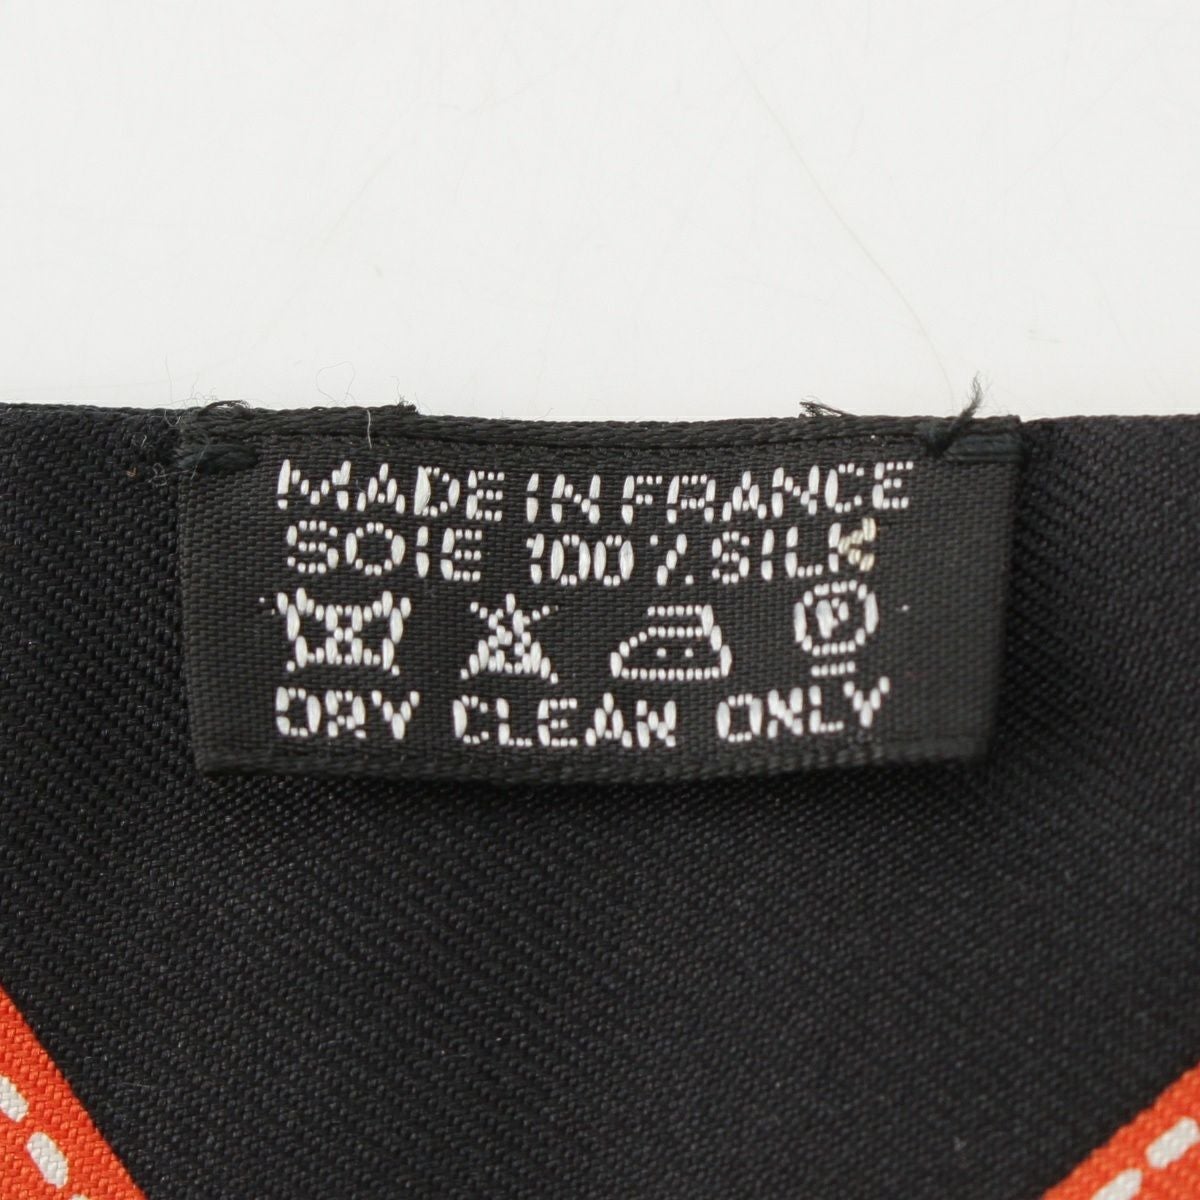 MADE IN FRANCE
SOIE 100% SILK
P
DRY CLEAN ONLY